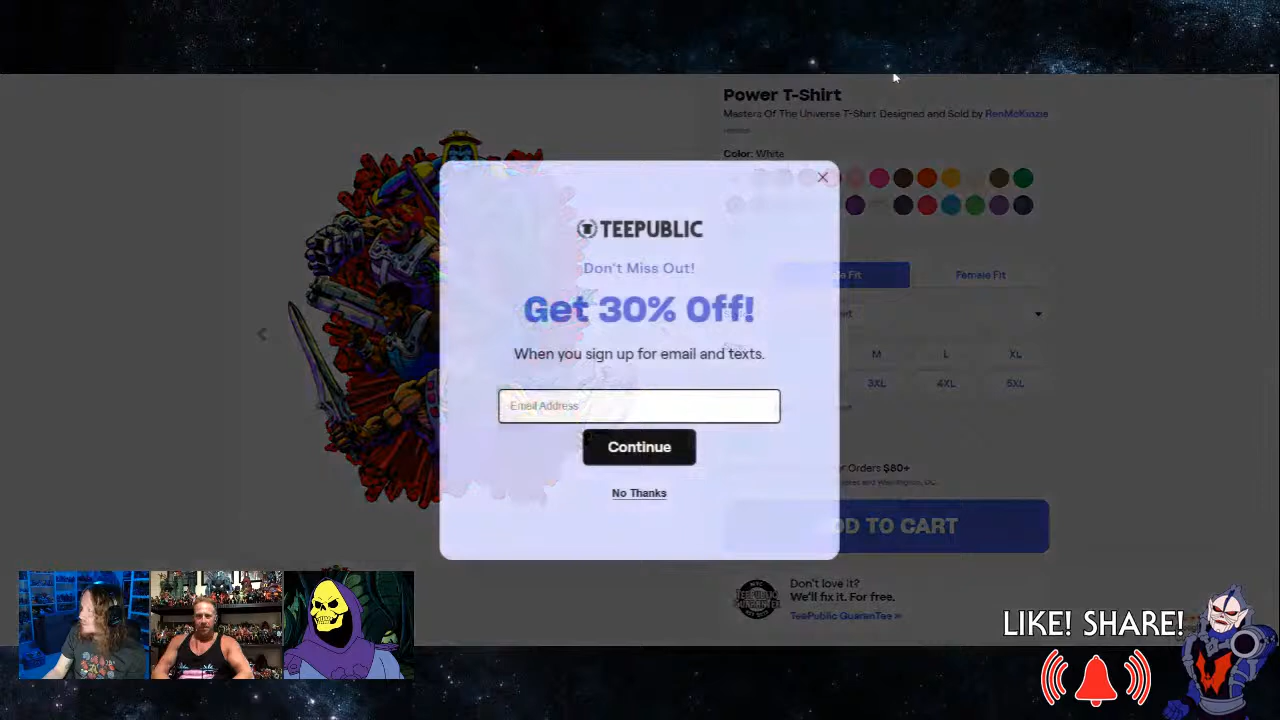 Power T-Shirt
Masters Of The Universe T-Shirt Designed and Sold by RenMcKinzie
Color: White
TEEPUBLIC
Don't Miss Out!
Get 30% Off!
When you sign up for email and texts.
Email Address
Continue
No Thanks
Fit
Female Fit
M
L
XL
3XL
4XL
5XL
Orders $80+
DD TO CART
Don't love it?
We'll fix it. For free.
TeePublic GuaranTee »
LIKE! SHARE!